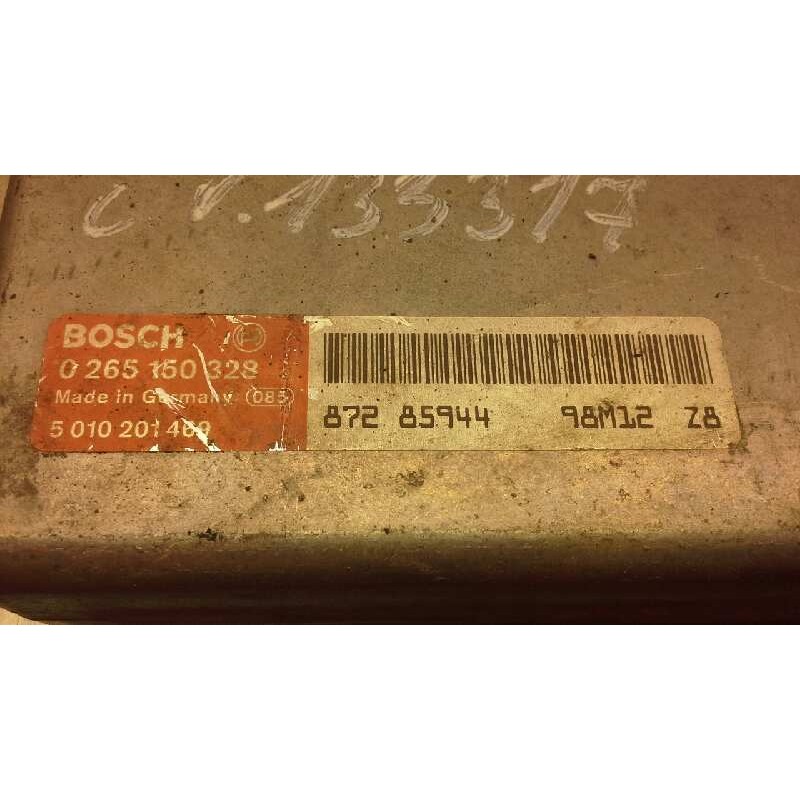 C V.133317
BOSCH
0 265 150 328
Made in Germany 085
5 010 201 469
872 85944 98M12 Z8